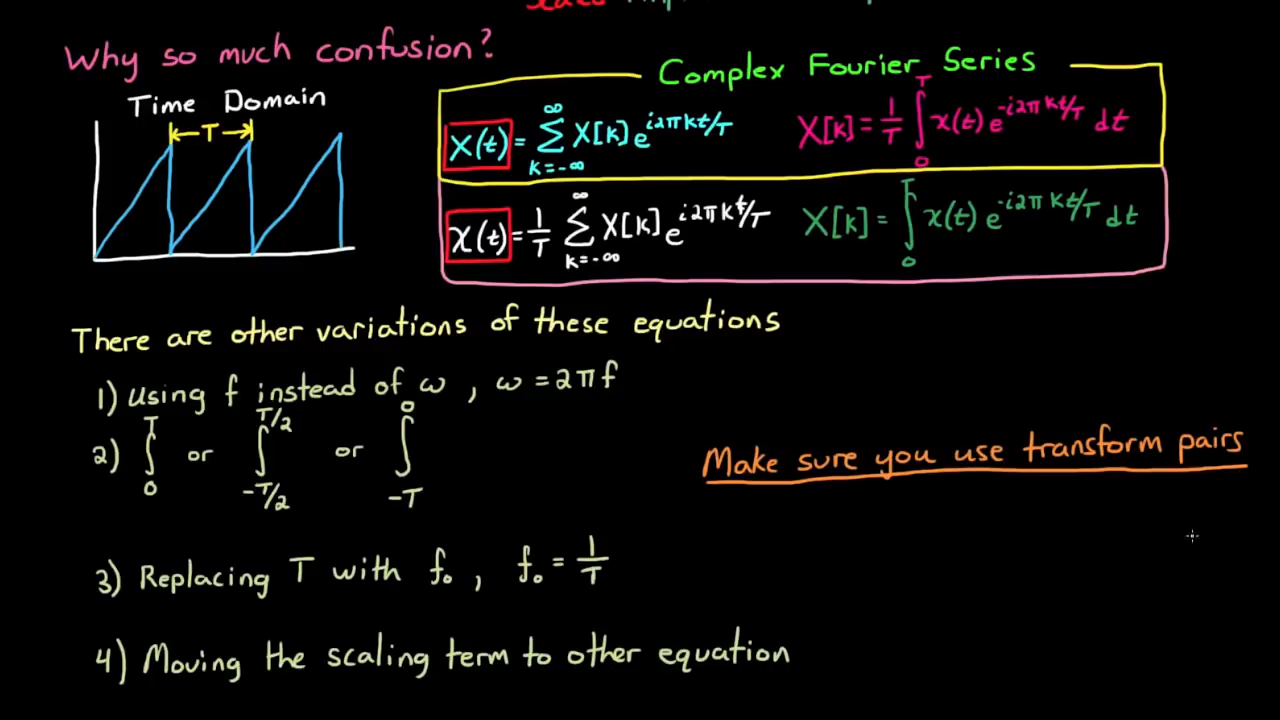 Why so much confusion?
Complex Fourier Series
Time Domain
T
X(t) = ∑_{k=-∞}^{∞} X[k] e^{i2πkt/T}
X[k] = 1/T ∫_0^T x(t) e^{-i2πkt/T} dt
x(t) = 1/T ∑_{k=-∞}^{∞} X[k] e^{i2πkt/T}
X[k] = ∫_0^T x(t) e^{-i2πkt/T} dt
There are other variations of these equations
1) Using f instead of ω , ω = 2πf
2) ∫_0^T or ∫_{-T/2}^{T/2} or ∫_{-T}^0
Make sure you use transform pairs
3) Replacing T with f₀ , f₀ = 1/T
4) Moving the scaling term to other equation